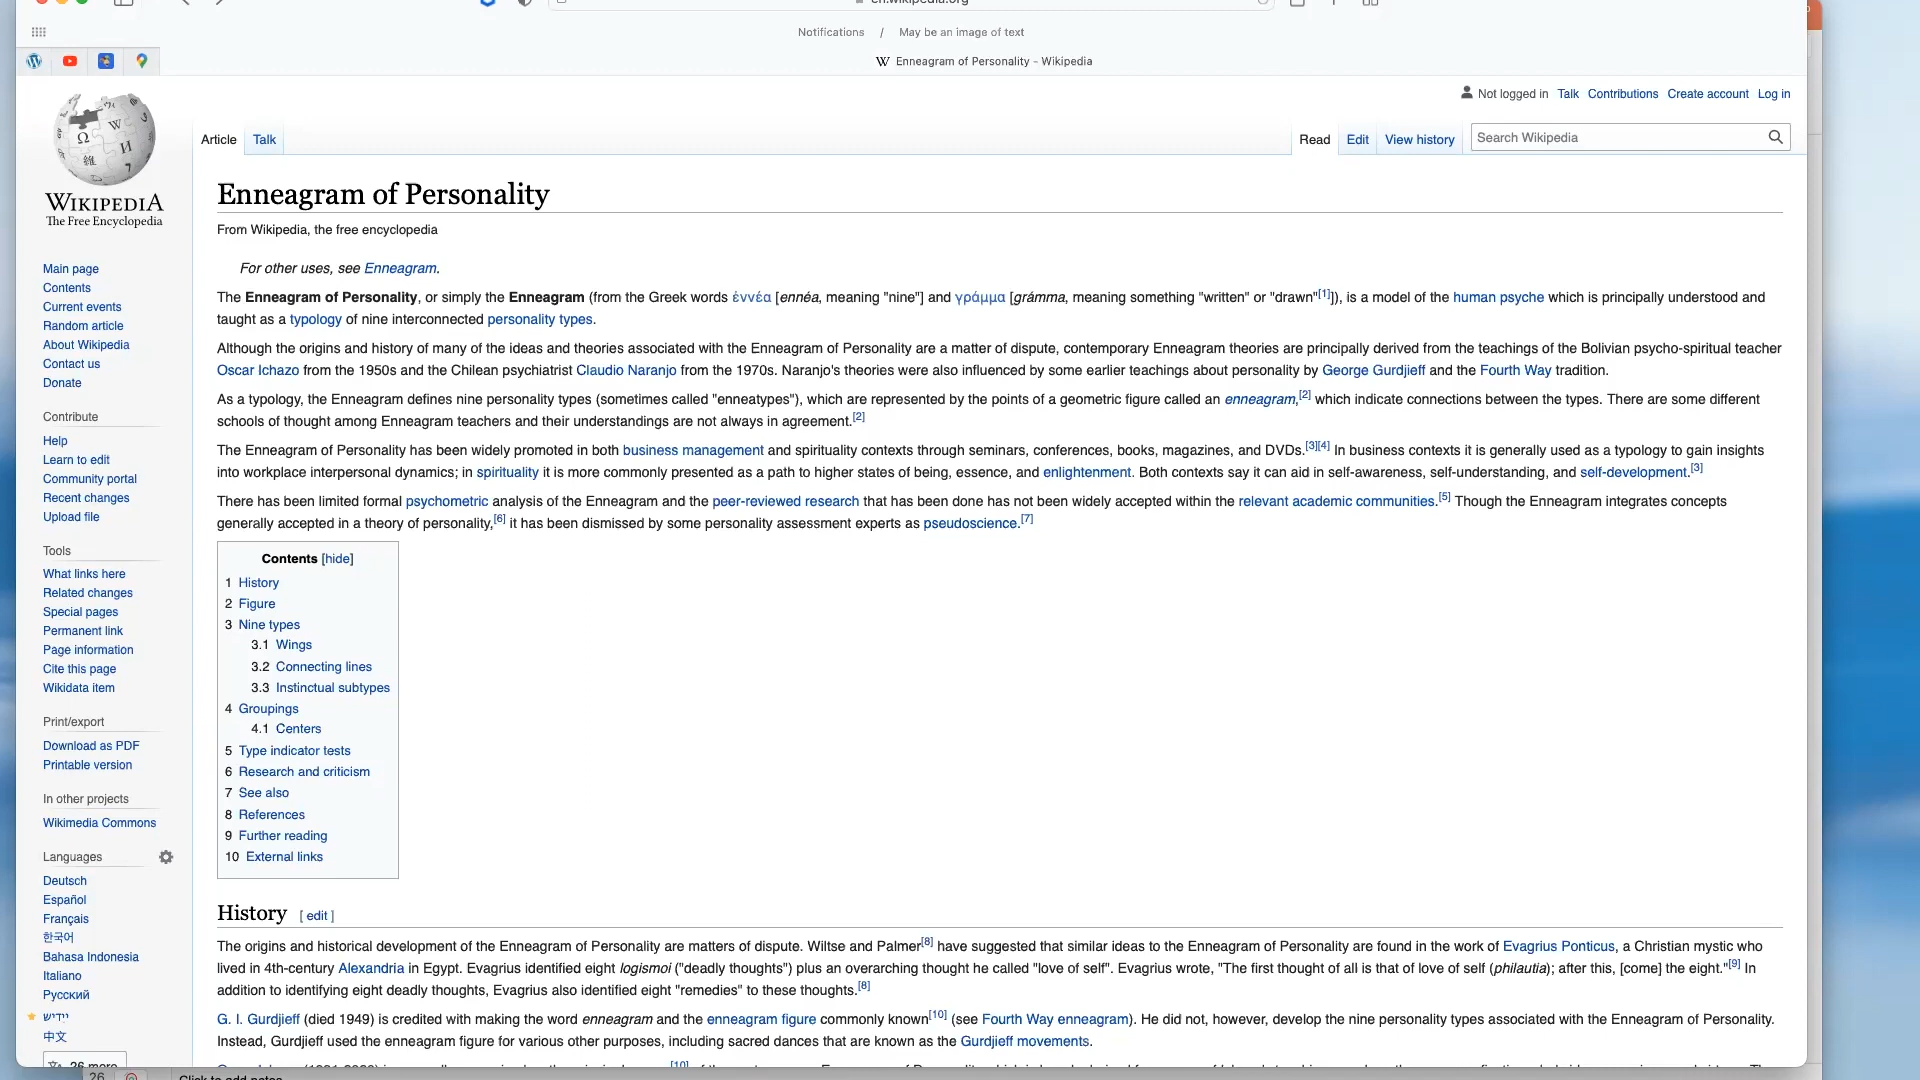 en.wikipedia.org
Notifications / May be an image of text
Enneagram of Personality - Wikipedia
Not logged in Talk Contributions Create account Log in
Article Talk Read Edit View history Search Wikipedia
WIKIPEDIA
The Free Encyclopedia
Main page
Contents
Current events
Random article
About Wikipedia
Contact us
Donate
Contribute
Help
Learn to edit
Community portal
Recent changes
Upload file
Tools
What links here
Related changes
Special pages
Permanent link
Page information
Cite this page
Wikidata item
Print/export
Download as PDF
Printable version
In other projects
Wikimedia Commons
Languages
Deutsch
Español
Français
한국어
Bahasa Indonesia
Italiano
Русский
ייִדיש
中文
26 more
Enneagram of Personality
From Wikipedia, the free encyclopedia
For other uses, see Enneagram.
The Enneagram of Personality, or simply the Enneagram (from the Greek words ἐννέα [ennéa, meaning "nine"] and γράμμα [grámma, meaning something "written" or "drawn"[1]]), is a model of the human psyche which is principally understood and
taught as a typology of nine interconnected personality types.
Although the origins and history of many of the ideas and theories associated with the Enneagram of Personality are a matter of dispute, contemporary Enneagram theories are principally derived from the teachings of the Bolivian psycho-spiritual teacher
Oscar Ichazo from the 1950s and the Chilean psychiatrist Claudio Naranjo from the 1970s. Naranjo's theories were also influenced by some earlier teachings about personality by George Gurdjieff and the Fourth Way tradition.
As a typology, the Enneagram defines nine personality types (sometimes called "enneatypes"), which are represented by the points of a geometric figure called an enneagram,[2] which indicate connections between the types. There are some different
schools of thought among Enneagram teachers and their understandings are not always in agreement.[2]
The Enneagram of Personality has been widely promoted in both business management and spirituality contexts through seminars, conferences, books, magazines, and DVDs.[3][4] In business contexts it is generally used as a typology to gain insights
into workplace interpersonal dynamics; in spirituality it is more commonly presented as a path to higher states of being, essence, and enlightenment. Both contexts say it can aid in self-awareness, self-understanding, and self-development.[3]
There has been limited formal psychometric analysis of the Enneagram and the peer-reviewed research that has been done has not been widely accepted within the relevant academic communities.[5] Though the Enneagram integrates concepts
generally accepted in a theory of personality,[6] it has been dismissed by some personality assessment experts as pseudoscience.[7]
Contents [hide]
1 History
2 Figure
3 Nine types
3.1 Wings
3.2 Connecting lines
3.3 Instinctual subtypes
4 Groupings
4.1 Centers
5 Type indicator tests
6 Research and criticism
7 See also
8 References
9 Further reading
10 External links
History [ edit ]
The origins and historical development of the Enneagram of Personality are matters of dispute. Wiltse and Palmer[8] have suggested that similar ideas to the Enneagram of Personality are found in the work of Evagrius Ponticus, a Christian mystic who
lived in 4th-century Alexandria in Egypt. Evagrius identified eight logismoi ("deadly thoughts") plus an overarching thought he called "love of self". Evagrius wrote, "The first thought of all is that of love of self (philautia); after this, [come] the eight."[9] In
addition to identifying eight deadly thoughts, Evagrius also identified eight "remedies" to these thoughts.[8]
G. I. Gurdjieff (died 1949) is credited with making the word enneagram and the enneagram figure commonly known[10] (see Fourth Way enneagram). He did not, however, develop the nine personality types associated with the Enneagram of Personality.
Instead, Gurdjieff used the enneagram figure for various other purposes, including sacred dances that are known as the Gurdjieff movements.
[10]
26 Click to add notes